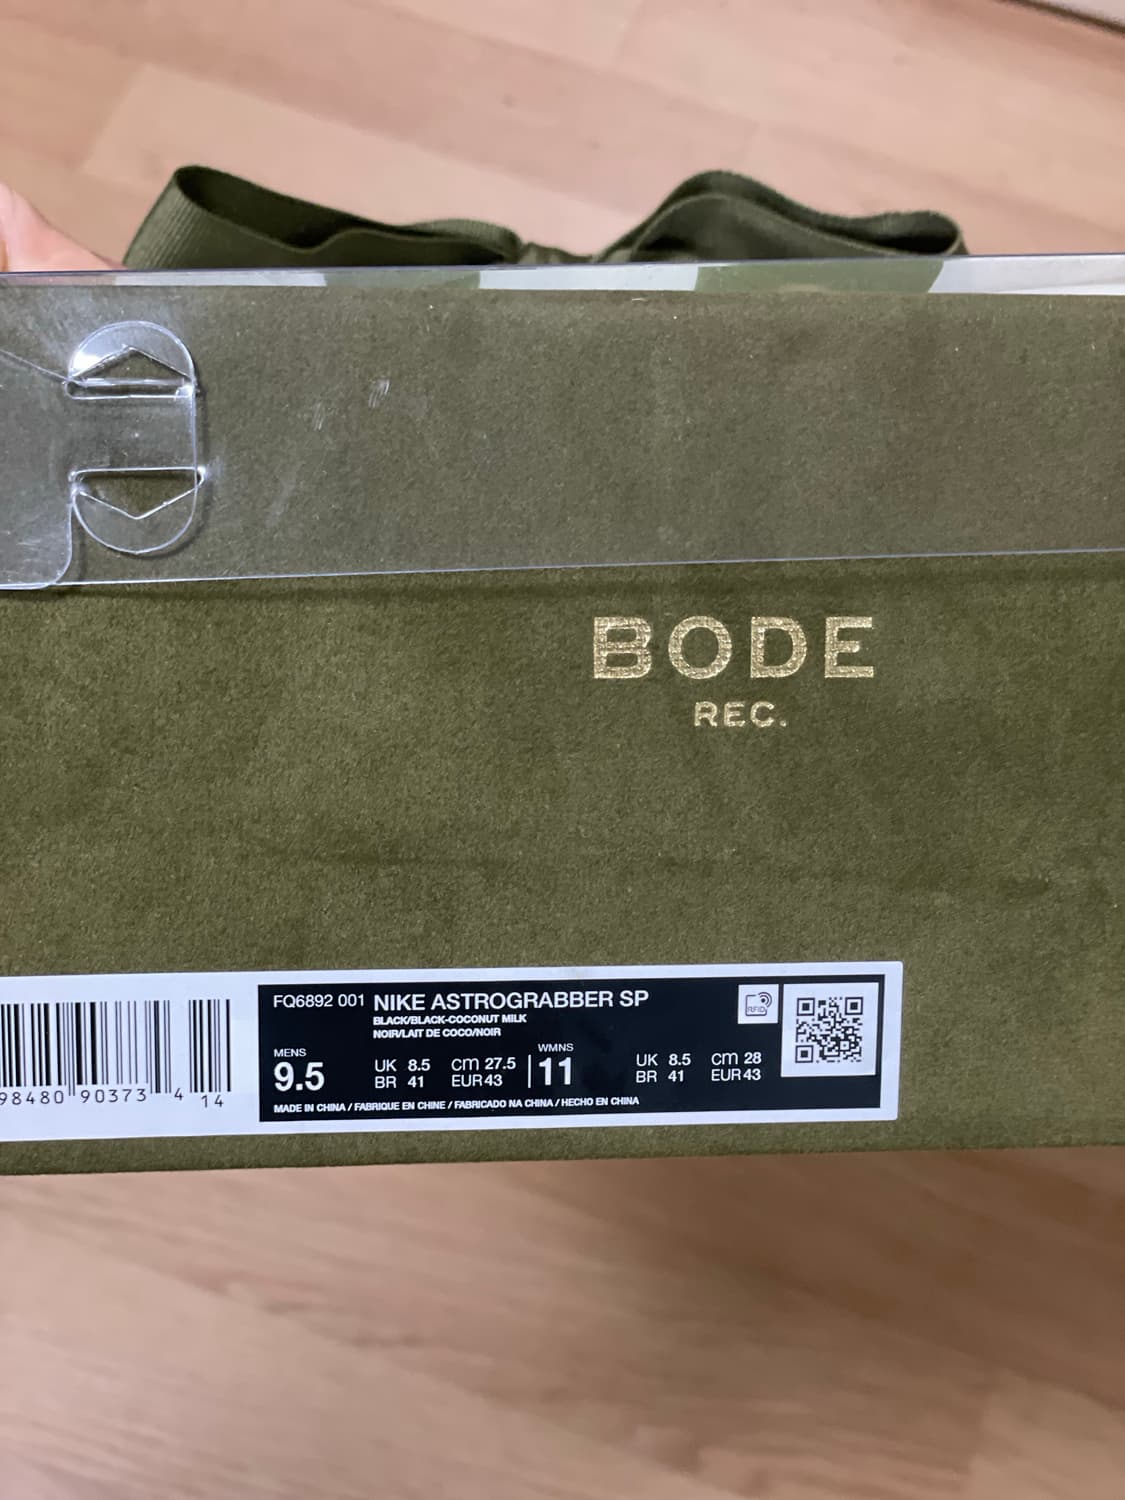 BODE
REC.
FQ6892 001 NIKE ASTROGRABBER SP
BLACK/BLACK-COCONUT MILK
NOIR/LAIT DE COCO/NOIR
RFID
MENS
9.5
UK 8.5 cm 27.5
BR 41 EUR 43
WMNS
11
UK 8.5 cm 28
BR 41 EUR 43
MADE IN CHINA / FABRIQUE EN CHINE / FABRICADO NA CHINA / HECHO EN CHINA
98480 90373 4 14